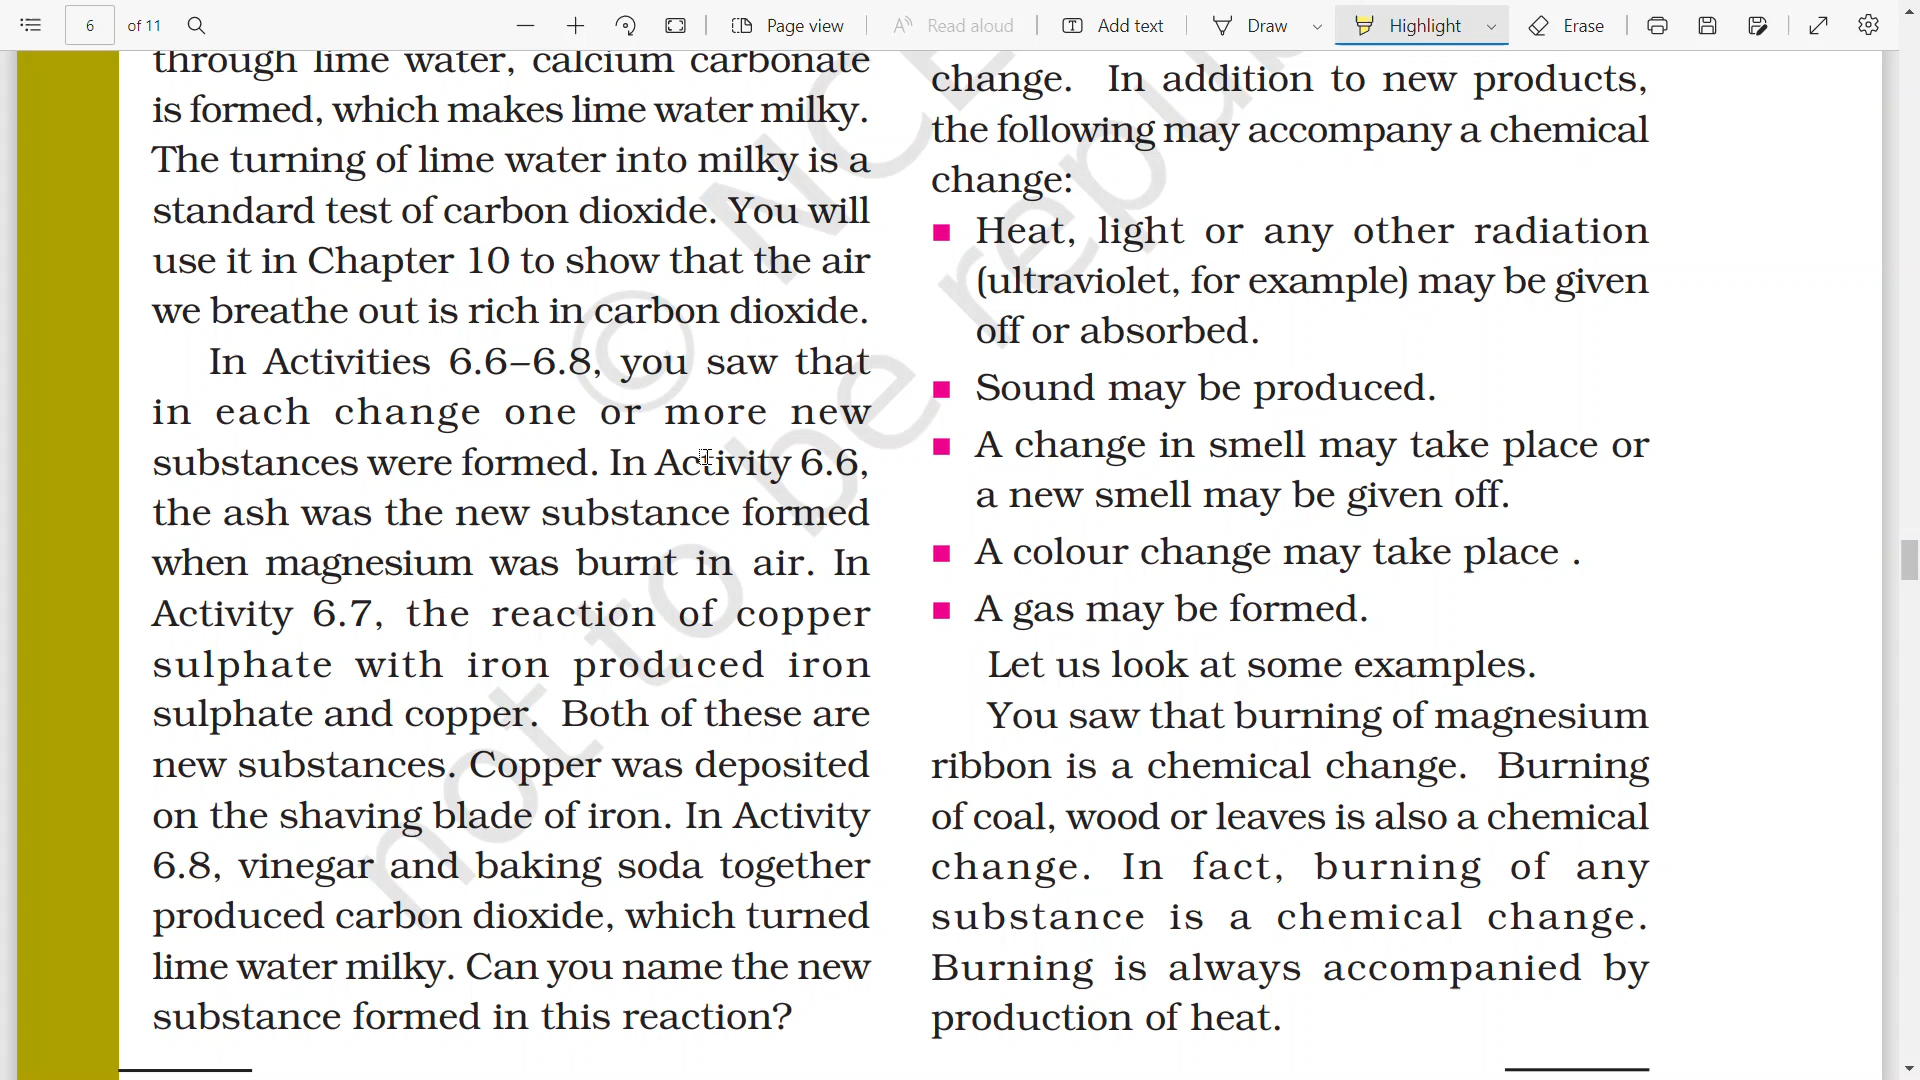 6
of 11
Page view
Read aloud
Add text
Draw
Highlight
Erase
through lime water, calcium carbonate
is formed, which makes lime water milky.
The turning of lime water into milky is a
standard test of carbon dioxide. You will
use it in Chapter 10 to show that the air
we breathe out is rich in carbon dioxide.
In Activities 6.6–6.8, you saw that
in each change one or more new
substances were formed. In Activity 6.6,
the ash was the new substance formed
when magnesium was burnt in air. In
Activity 6.7, the reaction of copper
sulphate with iron produced iron
sulphate and copper. Both of these are
new substances. Copper was deposited
on the shaving blade of iron. In Activity
6.8, vinegar and baking soda together
produced carbon dioxide, which turned
lime water milky. Can you name the new
substance formed in this reaction?
change. In addition to new products,
the following may accompany a chemical
change:
Heat, light or any other radiation
(ultraviolet, for example) may be given
off or absorbed.
Sound may be produced.
A change in smell may take place or
a new smell may be given off.
A colour change may take place .
A gas may be formed.
Let us look at some examples.
You saw that burning of magnesium
ribbon is a chemical change. Burning
of coal, wood or leaves is also a chemical
change. In fact, burning of any
substance is a chemical change.
Burning is always accompanied by
production of heat.
© NCE
not to be repu